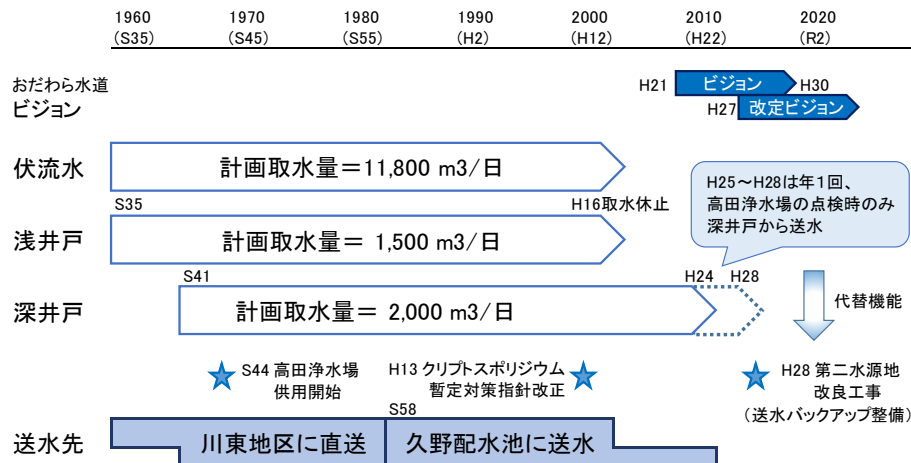 1960 1970 1980 1990 2000 2010 2020
(S35) (S45) (S55) (H2) (H12) (H22) (R2)
おだわら水道
ビジョン
H21 ビジョン H30
H27 改定ビジョン
伏流水 計画取水量=11,800 m3/日
S35 H16取水休止
浅井戸 計画取水量= 1,500 m3/日
H25~H28は年1回、
高田浄水場の点検時のみ
深井戸から送水
S41 H24 H28
深井戸 計画取水量= 2,000 m3/日
代替機能
S44 高田浄水場
供用開始
H13 クリプトスポリジウム
暫定対策指針改正
H28 第二水源地
改良工事
(送水バックアップ整備)
S58
送水先 川東地区に直送 久野配水池に送水